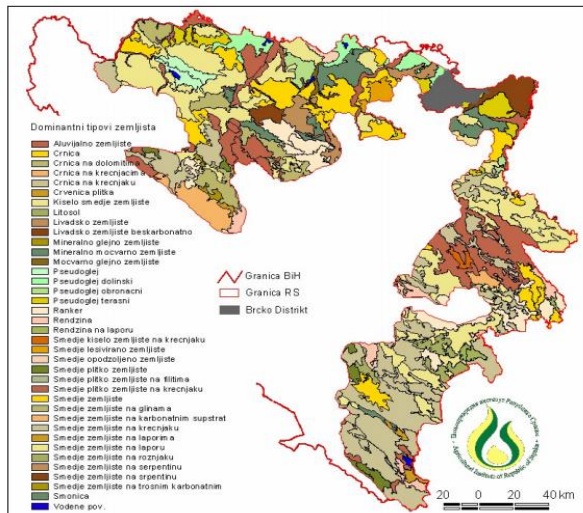 Dominantni tipovi zemljista
Aluvijalno zemljiste
Crnica
Crnica na dolomitima
Crnica na krecnjacima
Crnica na krecnjaku
Crvenica plitka
Kiselo smedje zemljiste
Litosol
Livadsko zemljiste
Livadsko zemljiste beskarbonatno
Mineralno glejno zemljiste
Mineralno mocvarno zemljiste
Mocvarno glejno zemljiste
Pseudoglej
Pseudoglej dolinski
Pseudoglej obronacni
Pseudoglej terasni
Ranker
Rendzina
Rendzina na laporu
Smedje kiselo zemljiste na krecnjaku
Smedje lesivirano zemljiste
Smedje opodzoljeno zemljiste
Smedje plitko zemljiste
Smedje plitko zemljiste na filitima
Smedje plitko zemljiste na krecnjaku
Smedje zemljiste
Smedje zemljiste na glinama
Smedje zemljiste na karbonatnim supstrat
Smedje zemljiste na krecnjaku
Smedje zemljiste na laporima
Smedje zemljiste na laporu
Smedje zemljiste na roznjaku
Smedje zemljiste na serpentinu
Smedje zemljiste na srpentinu
Smedje zemljiste na trosnim karbonatnim
Smonica
Vodene pov.
Granica BiH
Granica RS
Brcko Distrikt
20 0 20 40 km